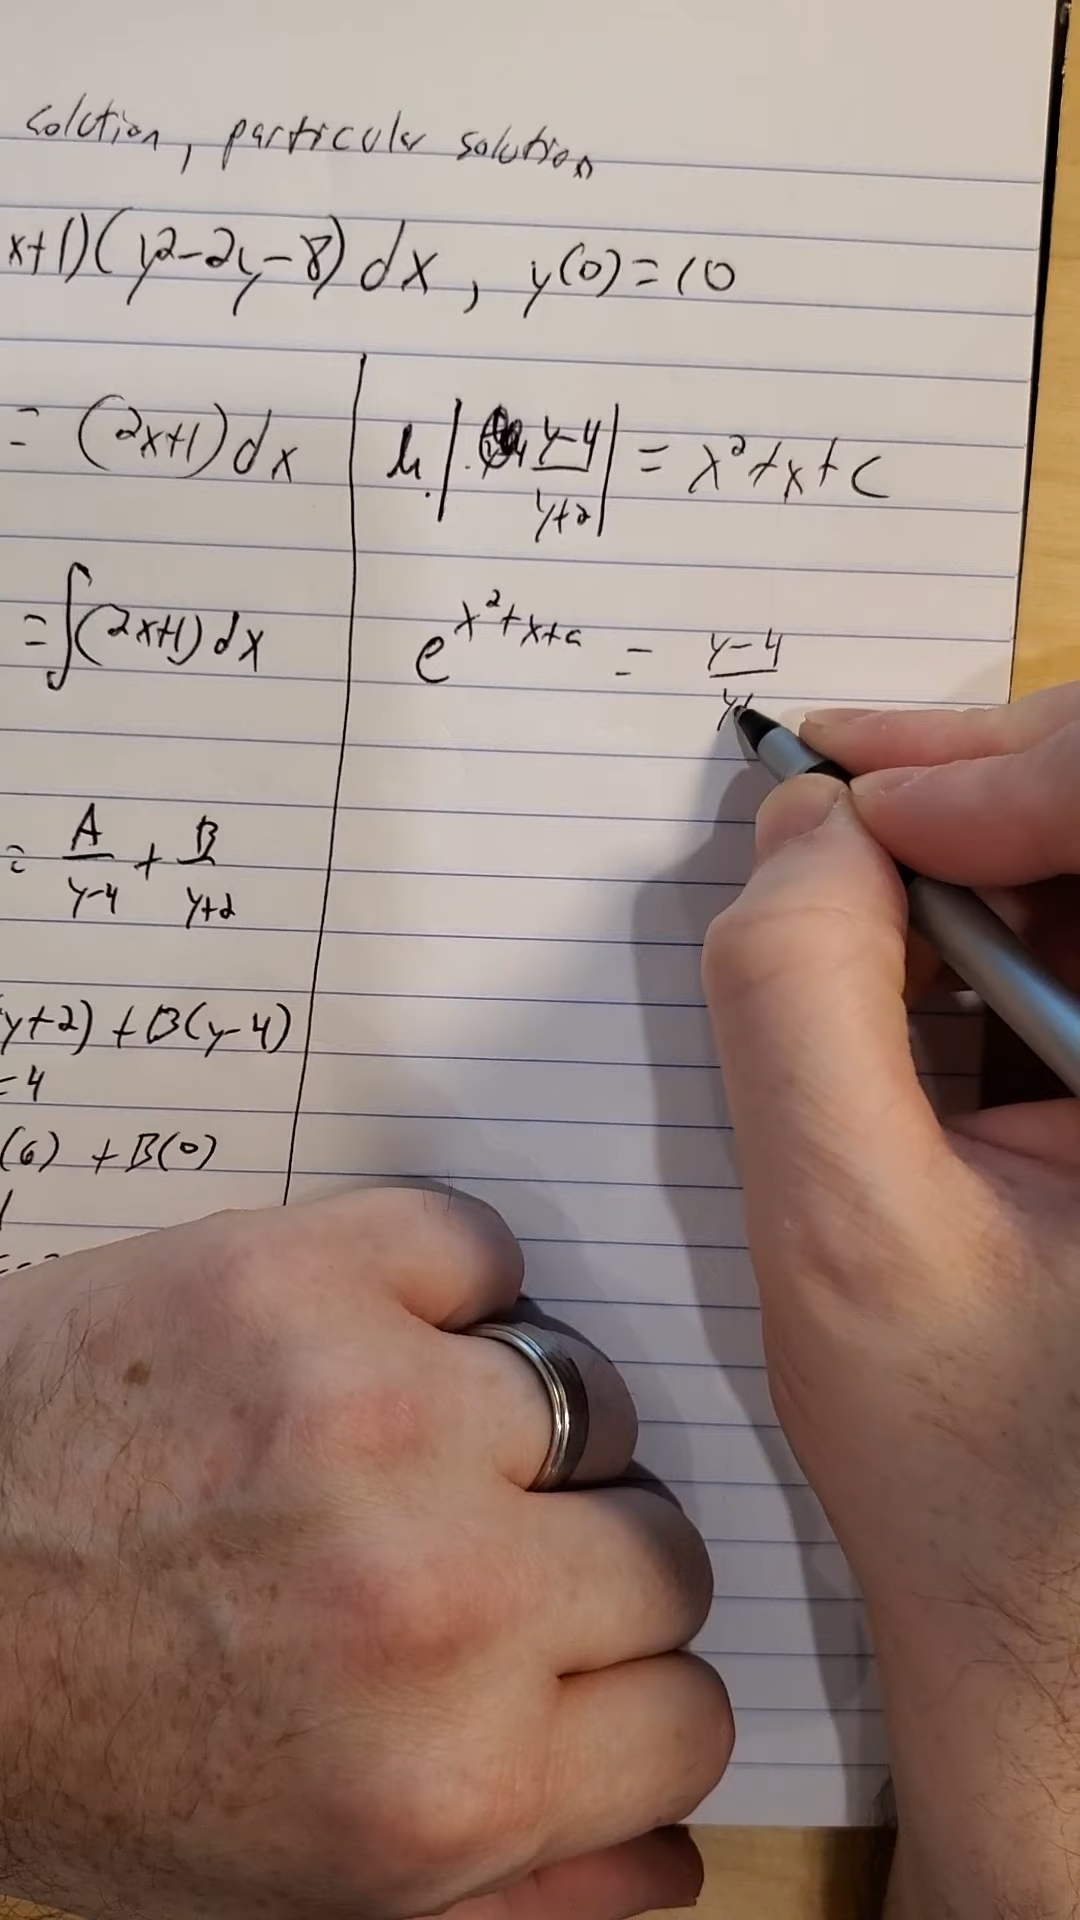 solution, particular solution
x+1)(y2-2y-8) dx, y(0)=10
= (2x+1) dx
ln | y-4/y+2 | = x²+x+C
=∫(2x+1) dx
e^x²+x+c = y-4/y
= A/y-4 + B/y+2
y+2) + B(y-4)
=4
(6) + B(0)